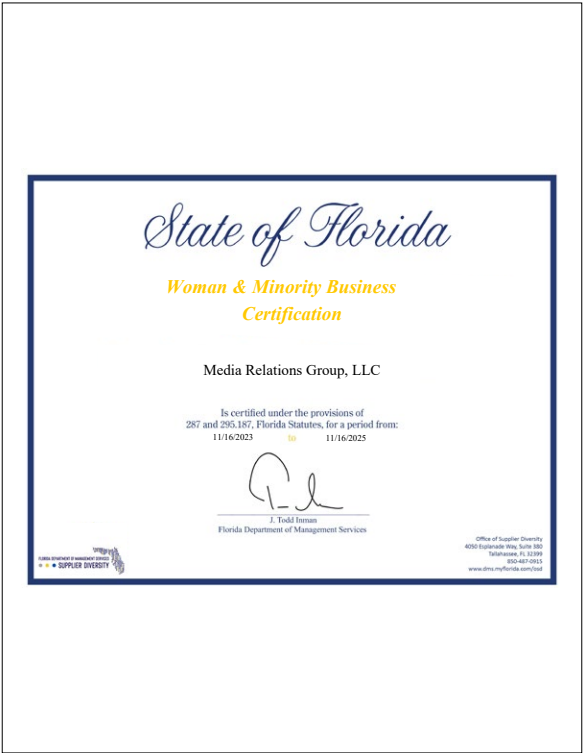 State of Florida
Woman & Minority Business
Certification
Media Relations Group, LLC
Is certified under the provisions of
287 and 295.187, Florida Statutes, for a period from:
11/16/2023 to 11/16/2025
J. Todd Inman
Florida Department of Management Services
FLORIDA DEPARTMENT OF MANAGEMENT SERVICES
SUPPLIER DIVERSITY
Office of Supplier Diversity
4050 Esplanade Way, Suite 380
Tallahassee, FL 32399
850-487-0915
www.dms.myflorida.com/osd